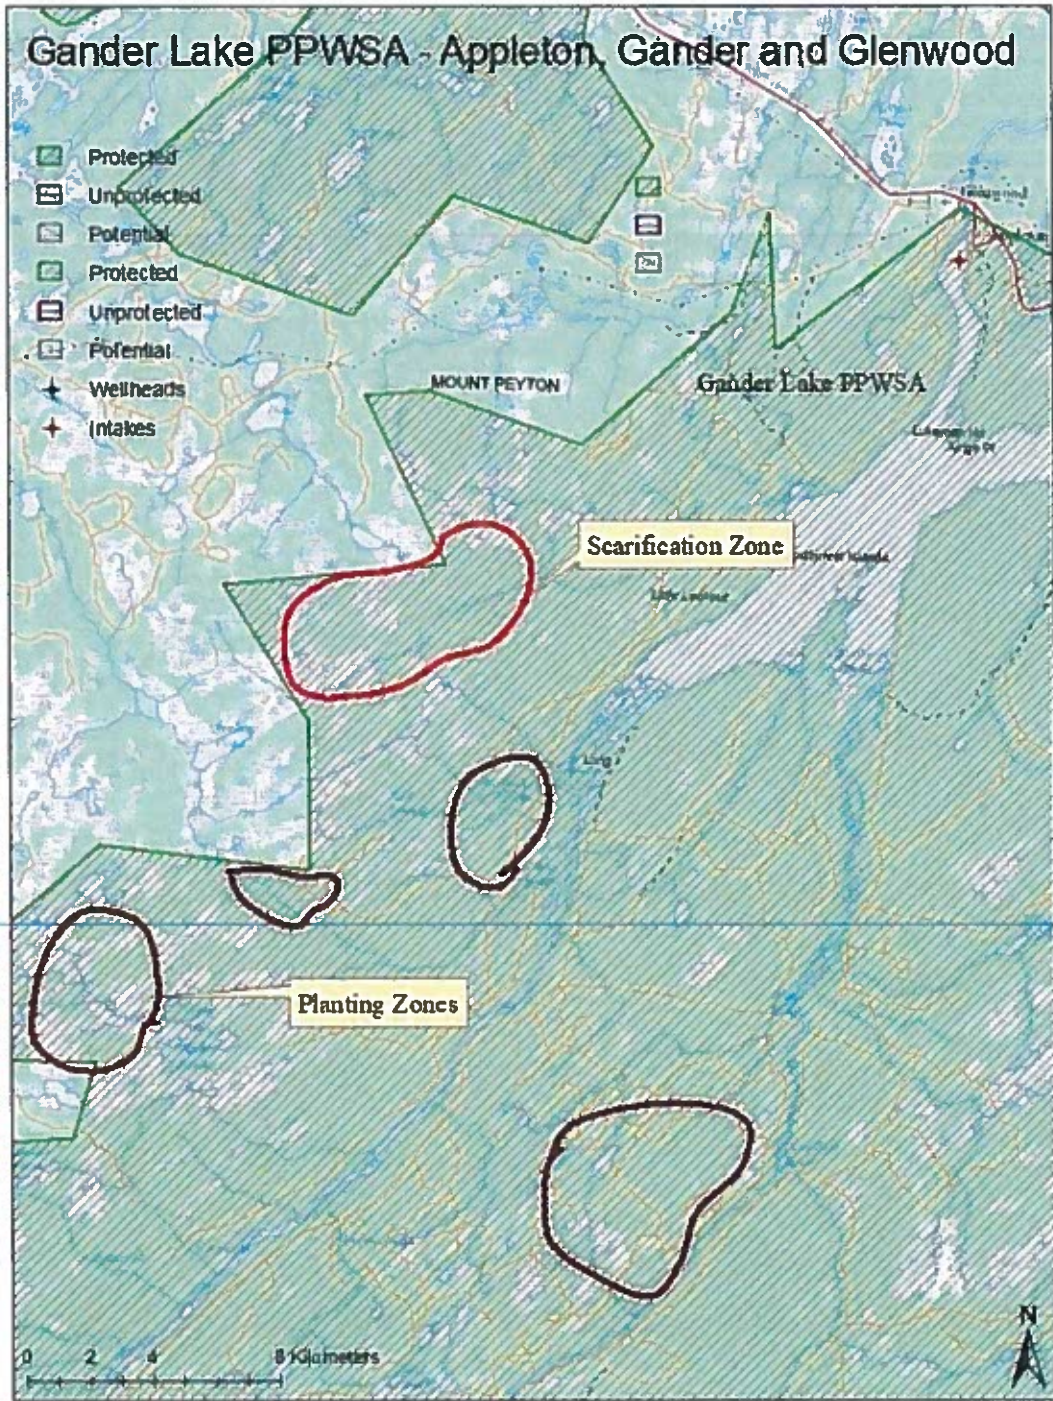 Gander Lake PPWSA - Appleton, Gander and Glenwood
Protected
Unprotected
Potential
Protected
Unprotected
Potential
Wellheads
Intakes
MOUNT PEYTON
Gander Lake PPWSA
Scarification Zone
Planting Zones
0 2 4 8 Kilometers
N